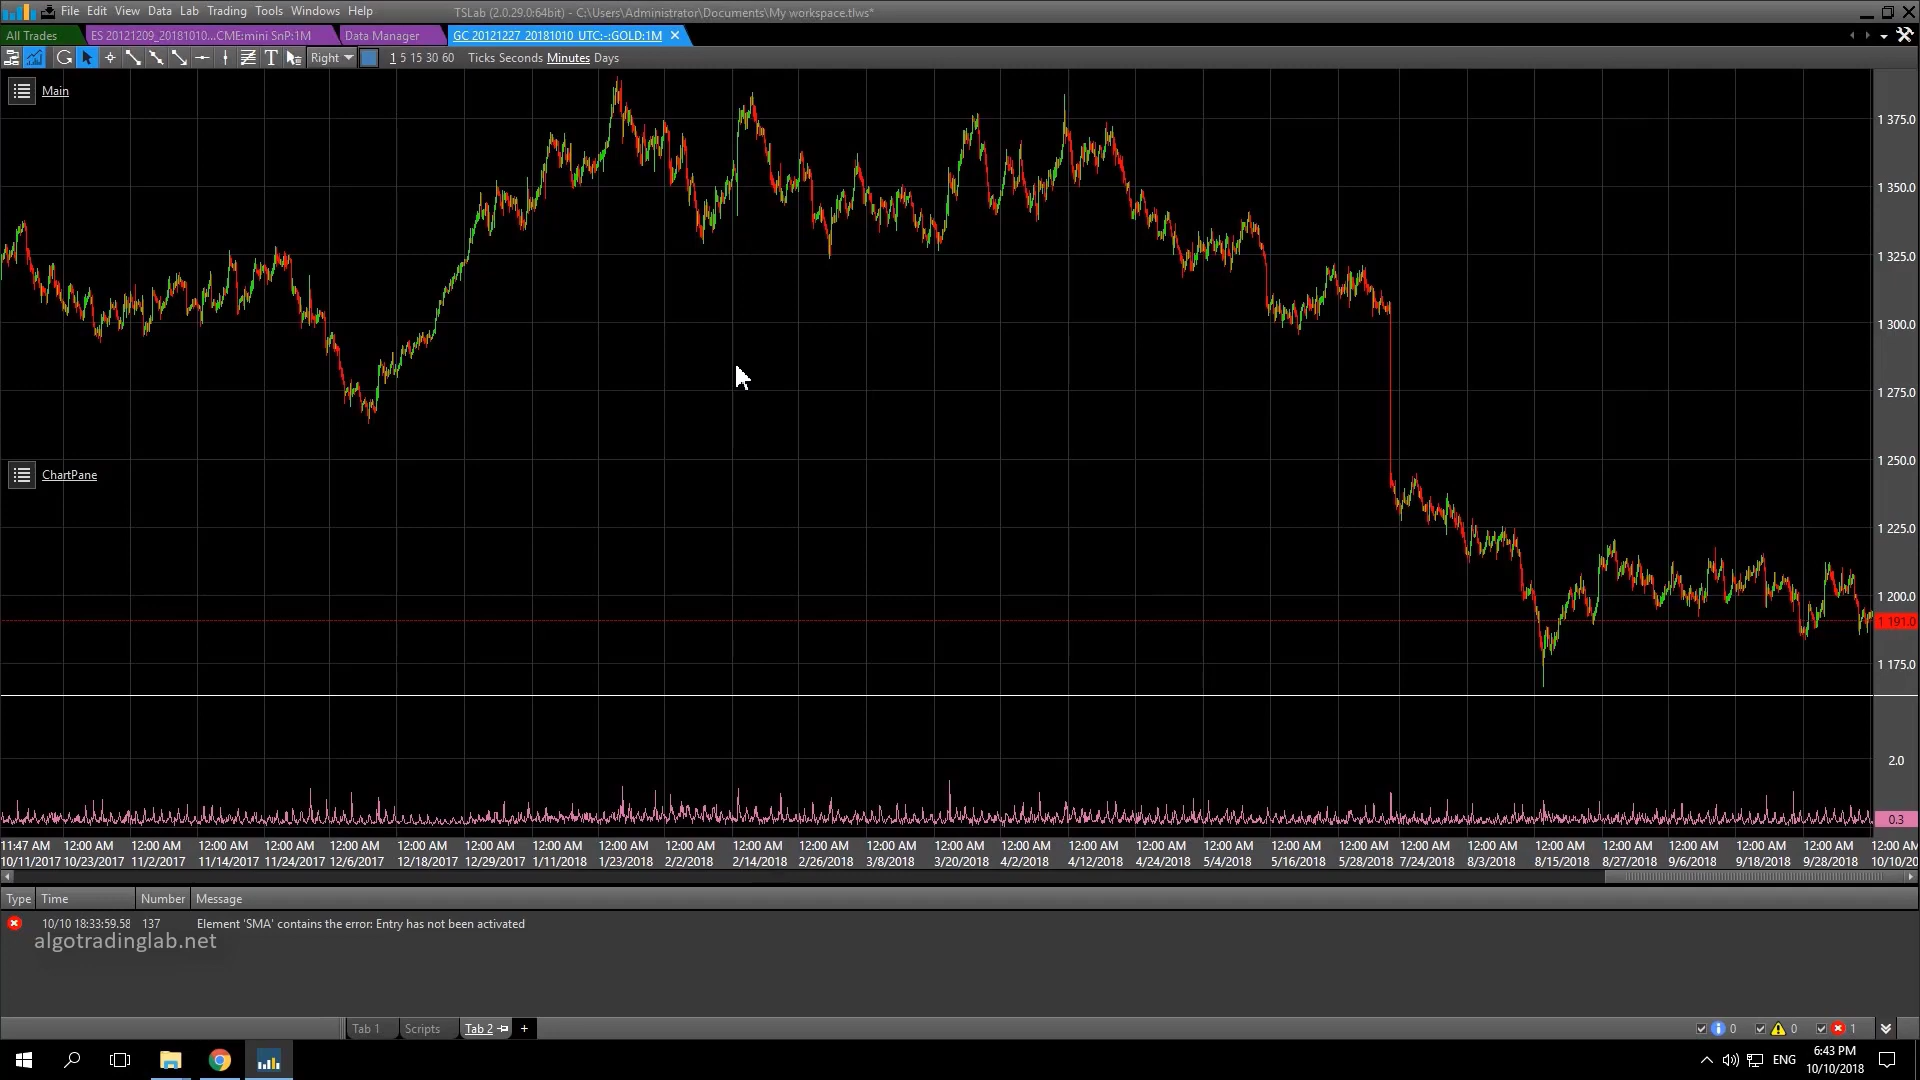 File Edit View Data Lab Trading Tools Windows Help
TSLab (2.0.29.0:64bit) - C:\Users\Administrator\Documents\My workspace.tlws*
All Trades
ES 20121209_20181010...CME:mini SnP:1M
Data Manager
GC 20121227_20181010_UTC:-:GOLD:1M
T Right 1 5 15 30 60 Ticks Seconds Minutes Days
Main
1 375.0
1 350.0
1 325.0
1 300.0
1 275.0
1 250.0
ChartPane
1 225.0
1 200.0
1 191.0
1 175.0
2.0
0.3
11:47 AM 12:00 AM 12:00 AM 12:00 AM 12:00 AM 12:00 AM 12:00 AM 12:00 AM 12:00 AM 12:00 AM 12:00 AM 12:00 AM 12:00 AM 12:00 AM 12:00 AM 12:00 AM 12:00 AM 12:00 AM 12:00 AM 12:00 AM 12:00 AM 12:00 AM 12:00 AM 12:00 AM 12:00 AM 12:00 AM 12:00 AM 12:00 AM 12:00 AM
10/11/2017 10/23/2017 11/2/2017 11/14/2017 11/24/2017 12/6/2017 12/18/2017 12/29/2017 1/11/2018 1/23/2018 2/2/2018 2/14/2018 2/26/2018 3/8/2018 3/20/2018 4/2/2018 4/12/2018 4/24/2018 5/4/2018 5/16/2018 5/28/2018 7/24/2018 8/3/2018 8/15/2018 8/27/2018 9/6/2018 9/18/2018 9/28/2018 10/10/20
Type Time Number Message
10/10 18:33:59.58 137 Element 'SMA' contains the error: Entry has not been activated
algotradinglab.net
Tab 1 Scripts Tab 2 +
0 0 1
ENG
6:43 PM
10/10/2018